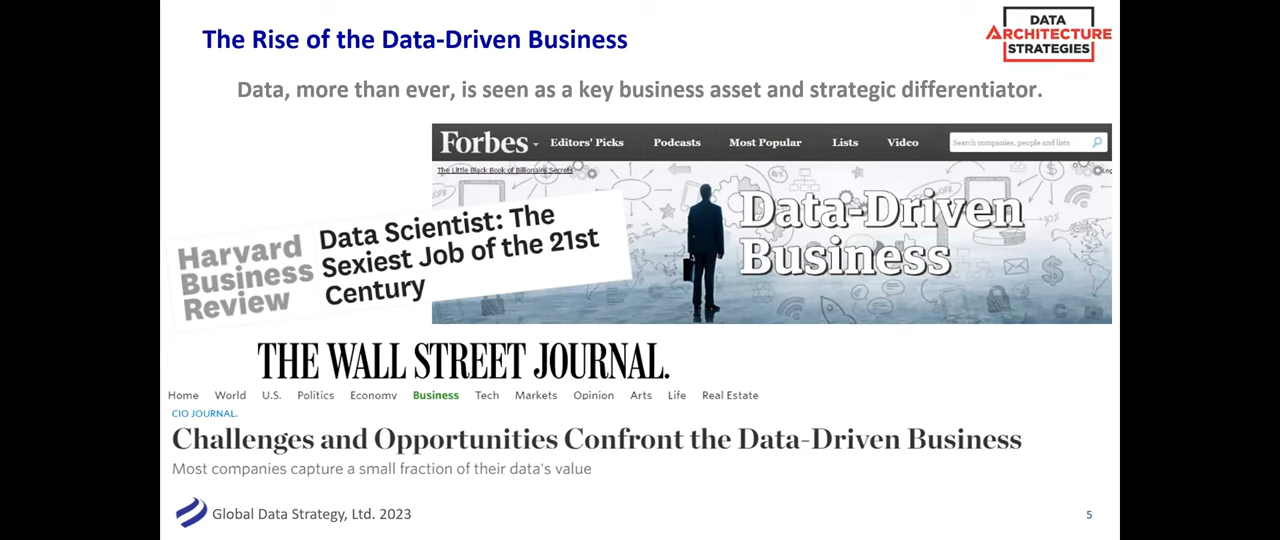 The Rise of the Data-Driven Business
DATA
ARCHITECTURE
STRATEGIES
Data, more than ever, is seen as a key business asset and strategic differentiator.
Forbes
Editors' Picks
Podcasts
Most Popular
Lists
Video
Search companies, people and lists
The Little Black Book of Billionaire Secrets
Log
Data-Driven
Business
Harvard
Business
Review
Data Scientist: The
Sexiest Job of the 21st
Century
THE WALL STREET JOURNAL.
Home World U.S. Politics Economy Business Tech Markets Opinion Arts Life Real Estate
CIO JOURNAL.
Challenges and Opportunities Confront the Data-Driven Business
Most companies capture a small fraction of their data's value
Global Data Strategy, Ltd. 2023
5